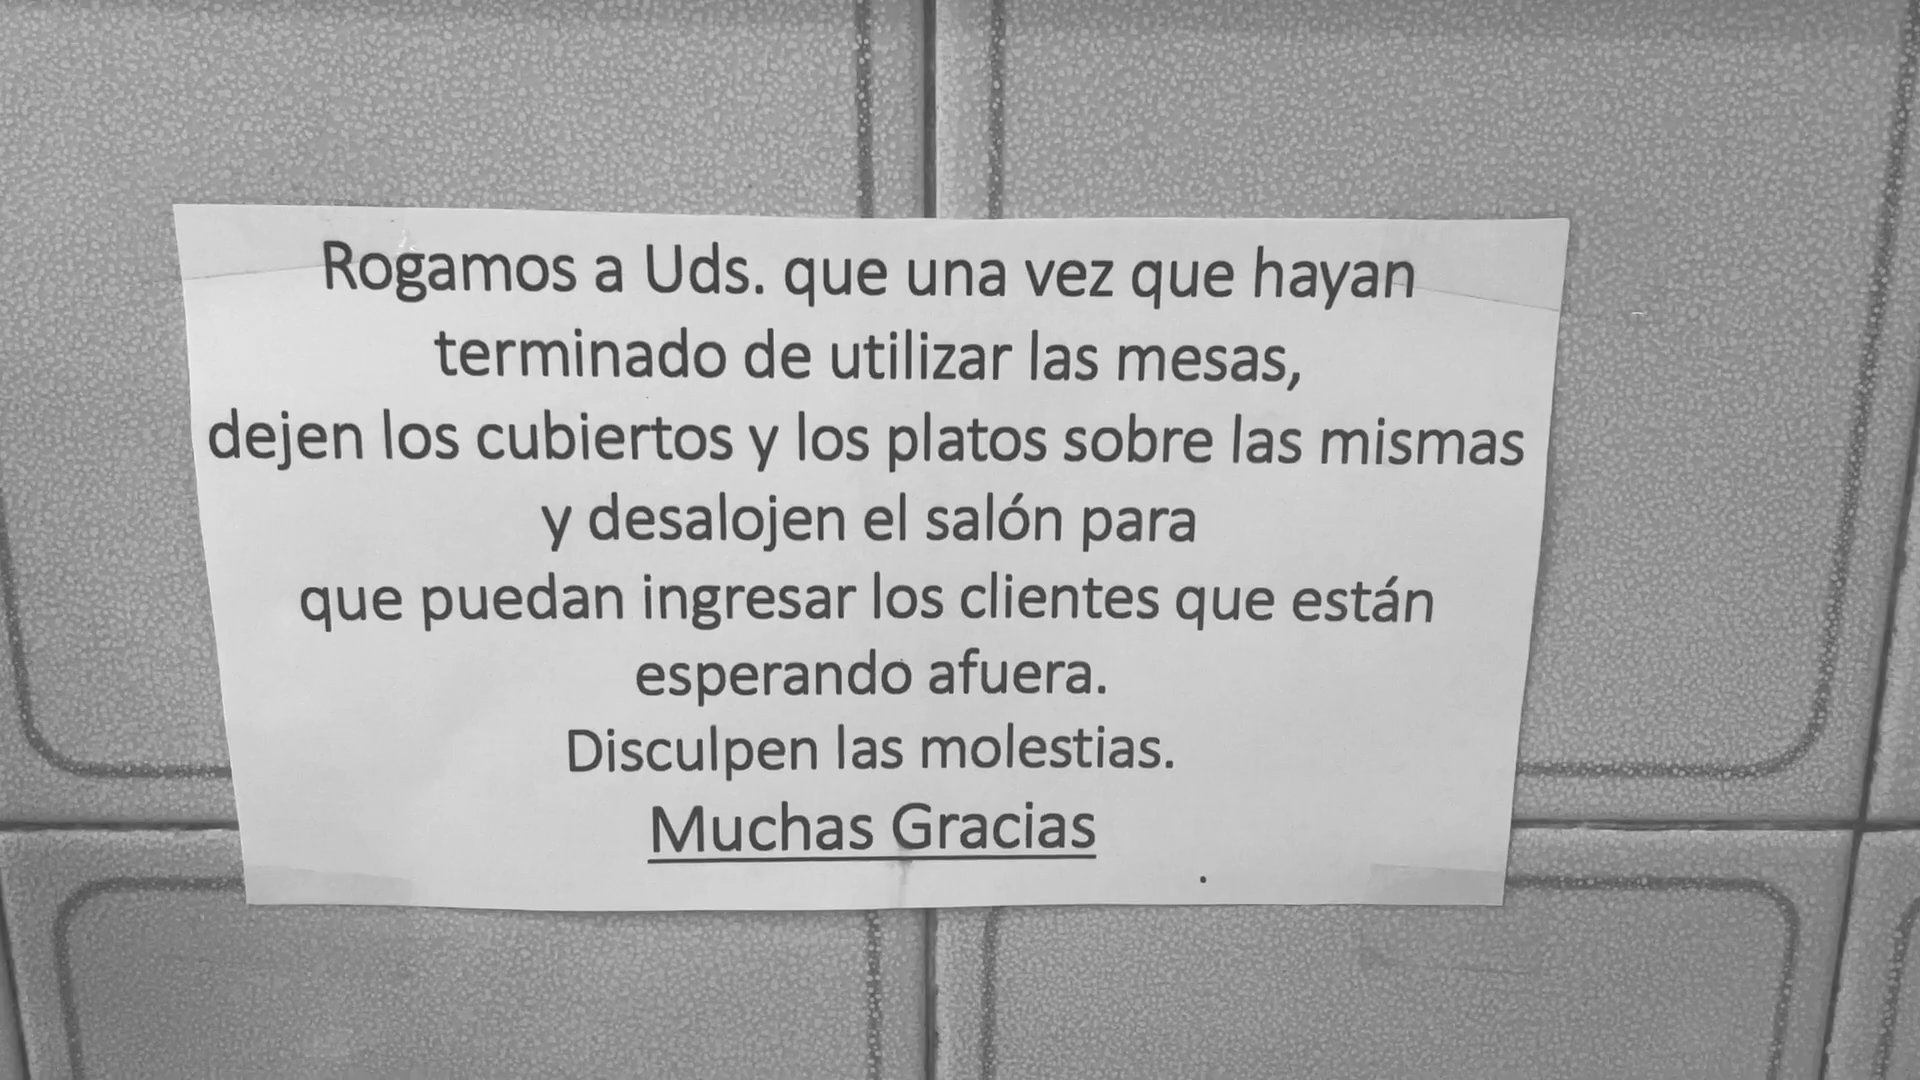 Rogamos a Uds. que una vez que hayan
terminado de utilizar las mesas,
dejen los cubiertos y los platos sobre las mismas
y desalojen el salón para
que puedan ingresar los clientes que están
esperando afuera.
Disculpen las molestias.
Muchas Gracias